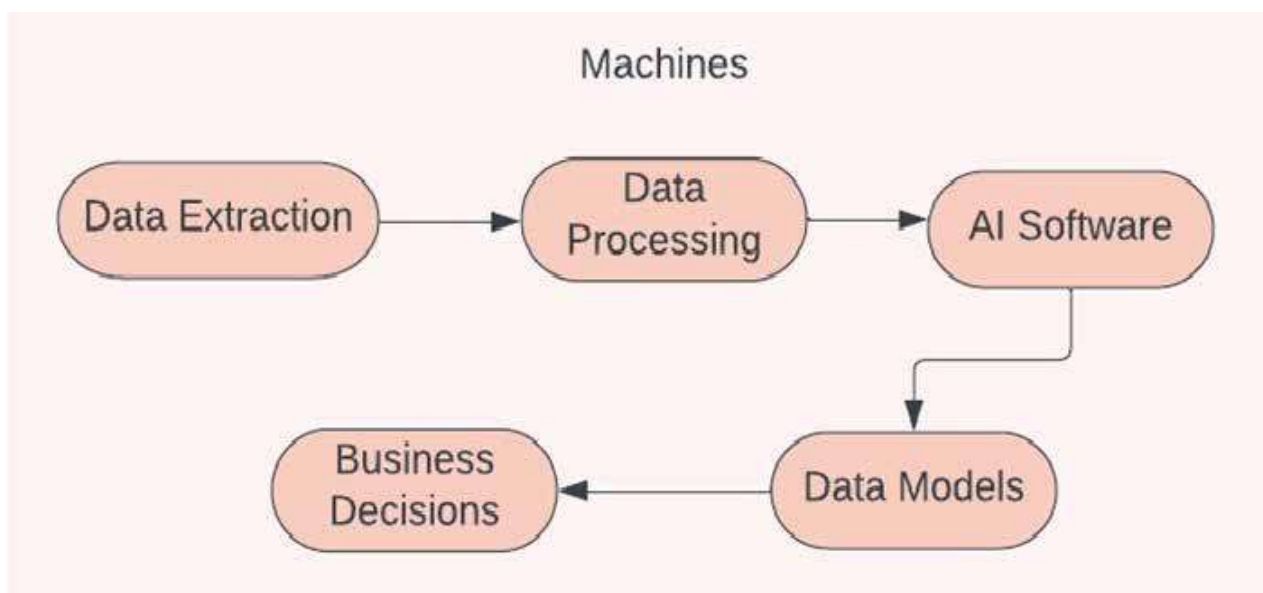 Machines
Data Extraction
Data
Processing
AI Software
Data Models
Business
Decisions